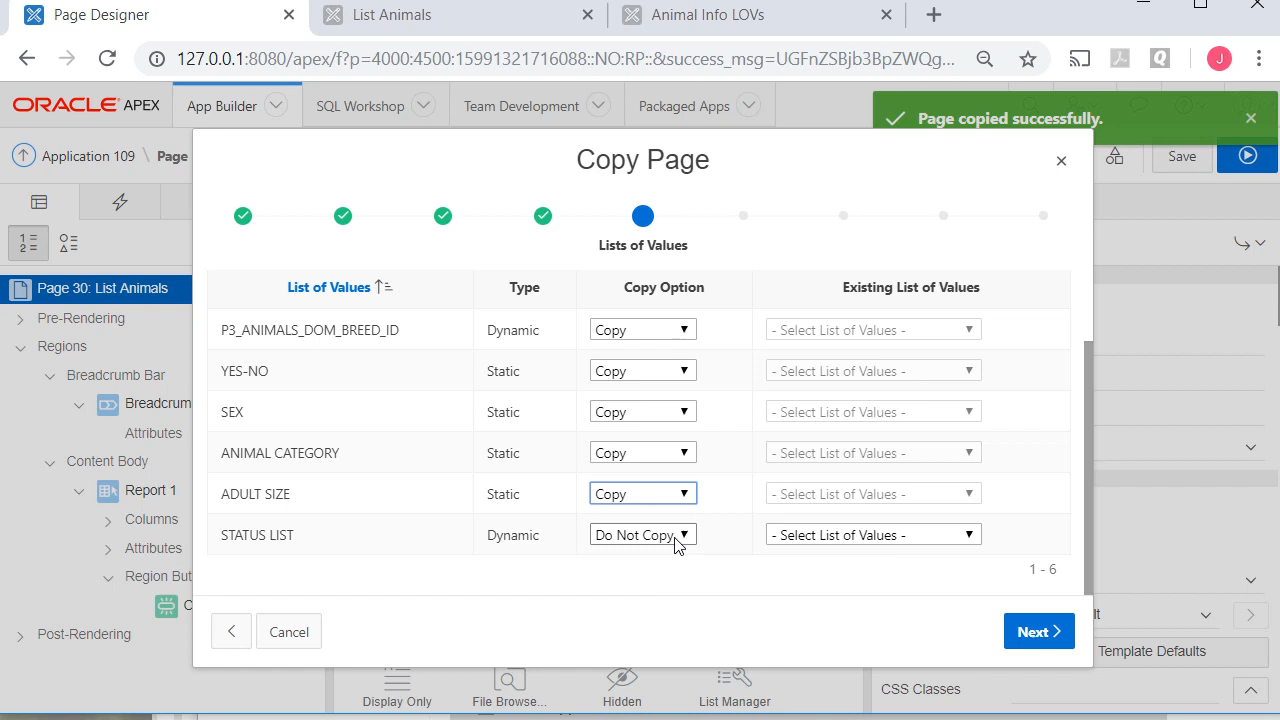 Page Designer
List Animals
Animal Info LOVs
127.0.0.1:8080/apex/f?p=4000:4500:15991321716088::NO:RP::&success_msg=UGFnZSBjb3BpZWQg...
J
ORACLE APEX
App Builder
SQL Workshop
Team Development
Packaged Apps
Page copied successfully.
Application 109 \ Page
Copy Page
Save
Lists of Values
Page 30: List Animals
Pre-Rendering
Regions
Breadcrumb Bar
Breadcrum
Attributes
Content Body
Report 1
Columns
Attributes
Region But
Post-Rendering
List of Values Type Copy Option Existing List of Values
P3_ANIMALS_DOM_BREED_ID Dynamic Copy - Select List of Values -
YES-NO Static Copy - Select List of Values -
SEX Static Copy - Select List of Values -
ANIMAL CATEGORY Static Copy - Select List of Values -
ADULT SIZE Static Copy - Select List of Values -
STATUS LIST Dynamic Do Not Copy - Select List of Values -
1 - 6
Cancel
Next
lt
Template Defaults
CSS Classes
Display Only
File Browse...
Hidden
List Manager